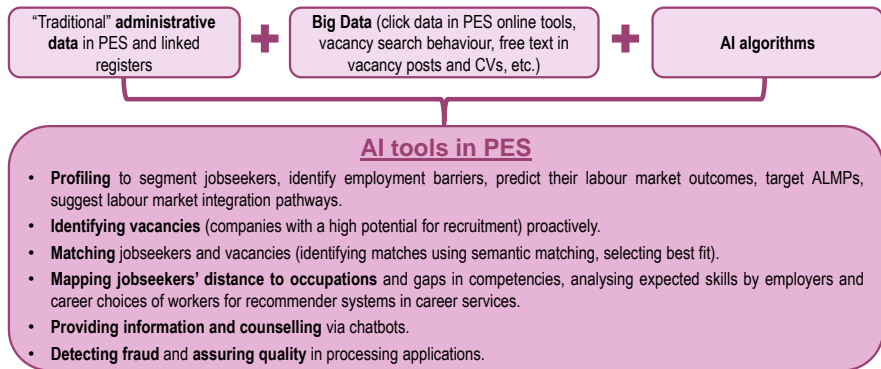 “Traditional” administrative
data in PES and linked
registers
Big Data (click data in PES online tools,
vacancy search behaviour, free text in
vacancy posts and CVs, etc.)
AI algorithms
AI tools in PES
• Profiling to segment jobseekers, identify employment barriers, predict their labour market outcomes, target ALMPs,
suggest labour market integration pathways.
• Identifying vacancies (companies with a high potential for recruitment) proactively.
• Matching jobseekers and vacancies (identifying matches using semantic matching, selecting best fit).
• Mapping jobseekers’ distance to occupations and gaps in competencies, analysing expected skills by employers and
career choices of workers for recommender systems in career services.
• Providing information and counselling via chatbots.
• Detecting fraud and assuring quality in processing applications.